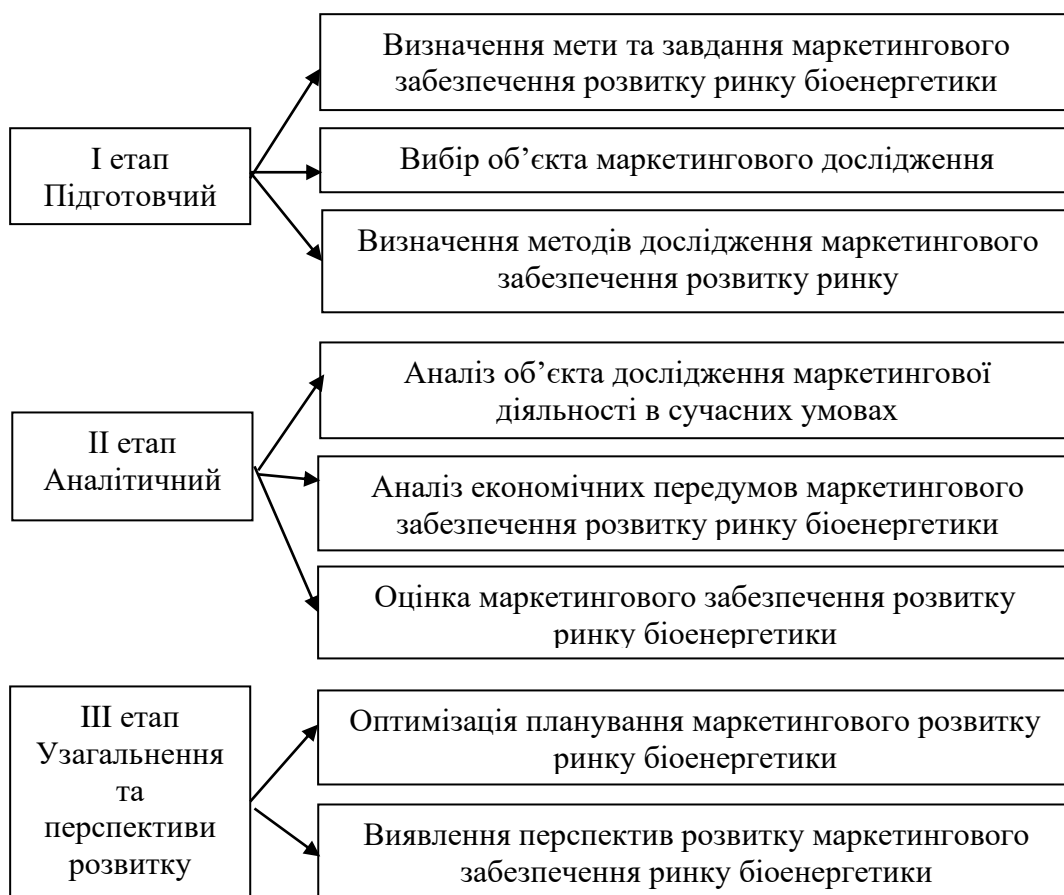 І етап
Підготовчий
Визначення мети та завдання маркетингового
забезпечення розвитку ринку біоенергетики
Вибір об’єкта маркетингового дослідження
Визначення методів дослідження маркетингового
забезпечення розвитку ринку
ІІ етап
Аналітичний
Аналіз об’єкта дослідження маркетингової
діяльності в сучасних умовах
Аналіз економічних передумов маркетингового
забезпечення розвитку ринку біоенергетики
Оцінка маркетингового забезпечення розвитку
ринку біоенергетики
ІІІ етап
Узагальнення
та
перспективи
розвитку
Оптимізація планування маркетингового розвитку
ринку біоенергетики
Виявлення перспектив розвитку маркетингового
забезпечення ринку біоенергетики